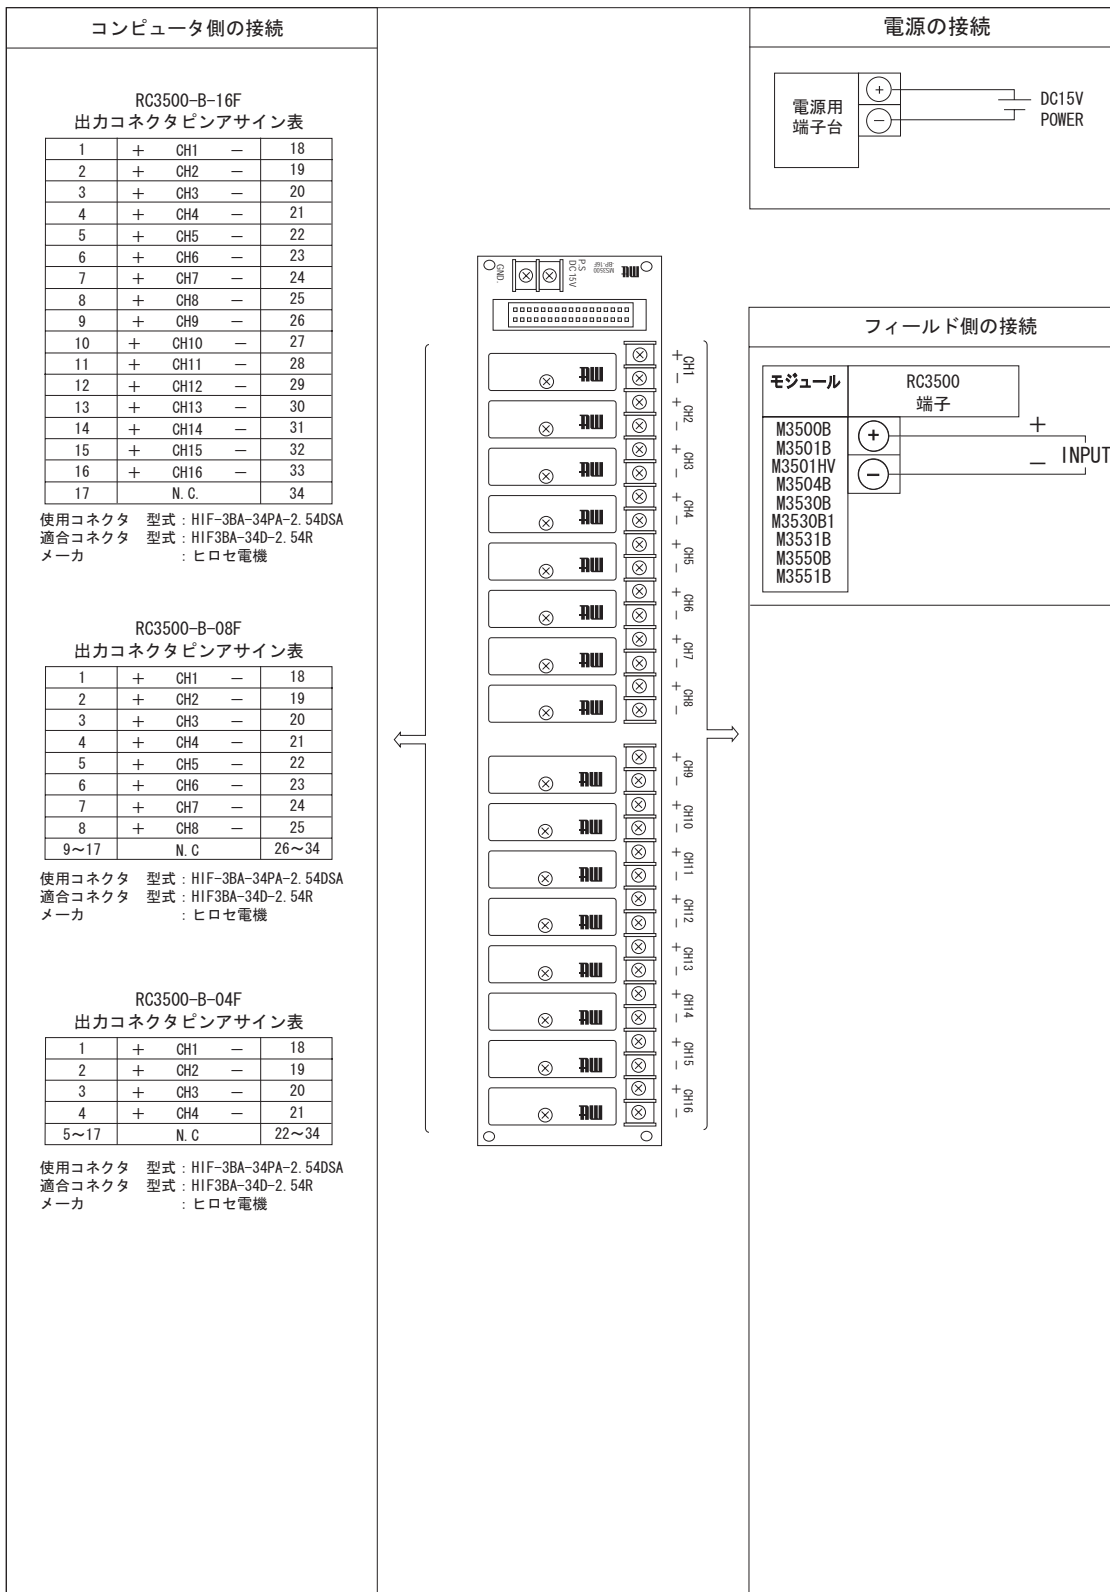 コンピュータ側の接続
RC3500-B-16F
出力コネクタピンアサイン表
1 + CH1 − 18
2 + CH2 − 19
3 + CH3 − 20
4 + CH4 − 21
5 + CH5 − 22
6 + CH6 − 23
7 + CH7 − 24
8 + CH8 − 25
9 + CH9 − 26
10 + CH10 − 27
11 + CH11 − 28
12 + CH12 − 29
13 + CH13 − 30
14 + CH14 − 31
15 + CH15 − 32
16 + CH16 − 33
17 N.C. 34
使用コネクタ 型式：HIF-3BA-34PA-2.54DSA
適合コネクタ 型式：HIF3BA-34D-2.54R
メーカ ：ヒロセ電機
RC3500-B-08F
出力コネクタピンアサイン表
1 + CH1 − 18
2 + CH2 − 19
3 + CH3 − 20
4 + CH4 − 21
5 + CH5 − 22
6 + CH6 − 23
7 + CH7 − 24
8 + CH8 − 25
9〜17 N.C 26〜34
使用コネクタ 型式：HIF-3BA-34PA-2.54DSA
適合コネクタ 型式：HIF3BA-34D-2.54R
メーカ ：ヒロセ電機
RC3500-B-04F
出力コネクタピンアサイン表
1 + CH1 − 18
2 + CH2 − 19
3 + CH3 − 20
4 + CH4 − 21
5〜17 N.C 22〜34
使用コネクタ 型式：HIF-3BA-34PA-2.54DSA
適合コネクタ 型式：HIF3BA-34D-2.54R
メーカ ：ヒロセ電機
GND.
P.S
DC15V
MS3500
-BP-16F
+ CH1 −
+ CH2 −
+ CH3 −
+ CH4 −
+ CH5 −
+ CH6 −
+ CH7 −
+ CH8 −
+ CH9 −
+ CH10 −
+ CH11 −
+ CH12 −
+ CH13 −
+ CH14 −
+ CH15 −
+ CH16 −
電源の接続
電源用
端子台
+
−
DC15V
POWER
フィールド側の接続
モジュール
RC3500
端子
M3500B
M3501B
M3501HV
M3504B
M3530B
M3530B1
M3531B
M3550B
M3551B
+ +
− − INPUT